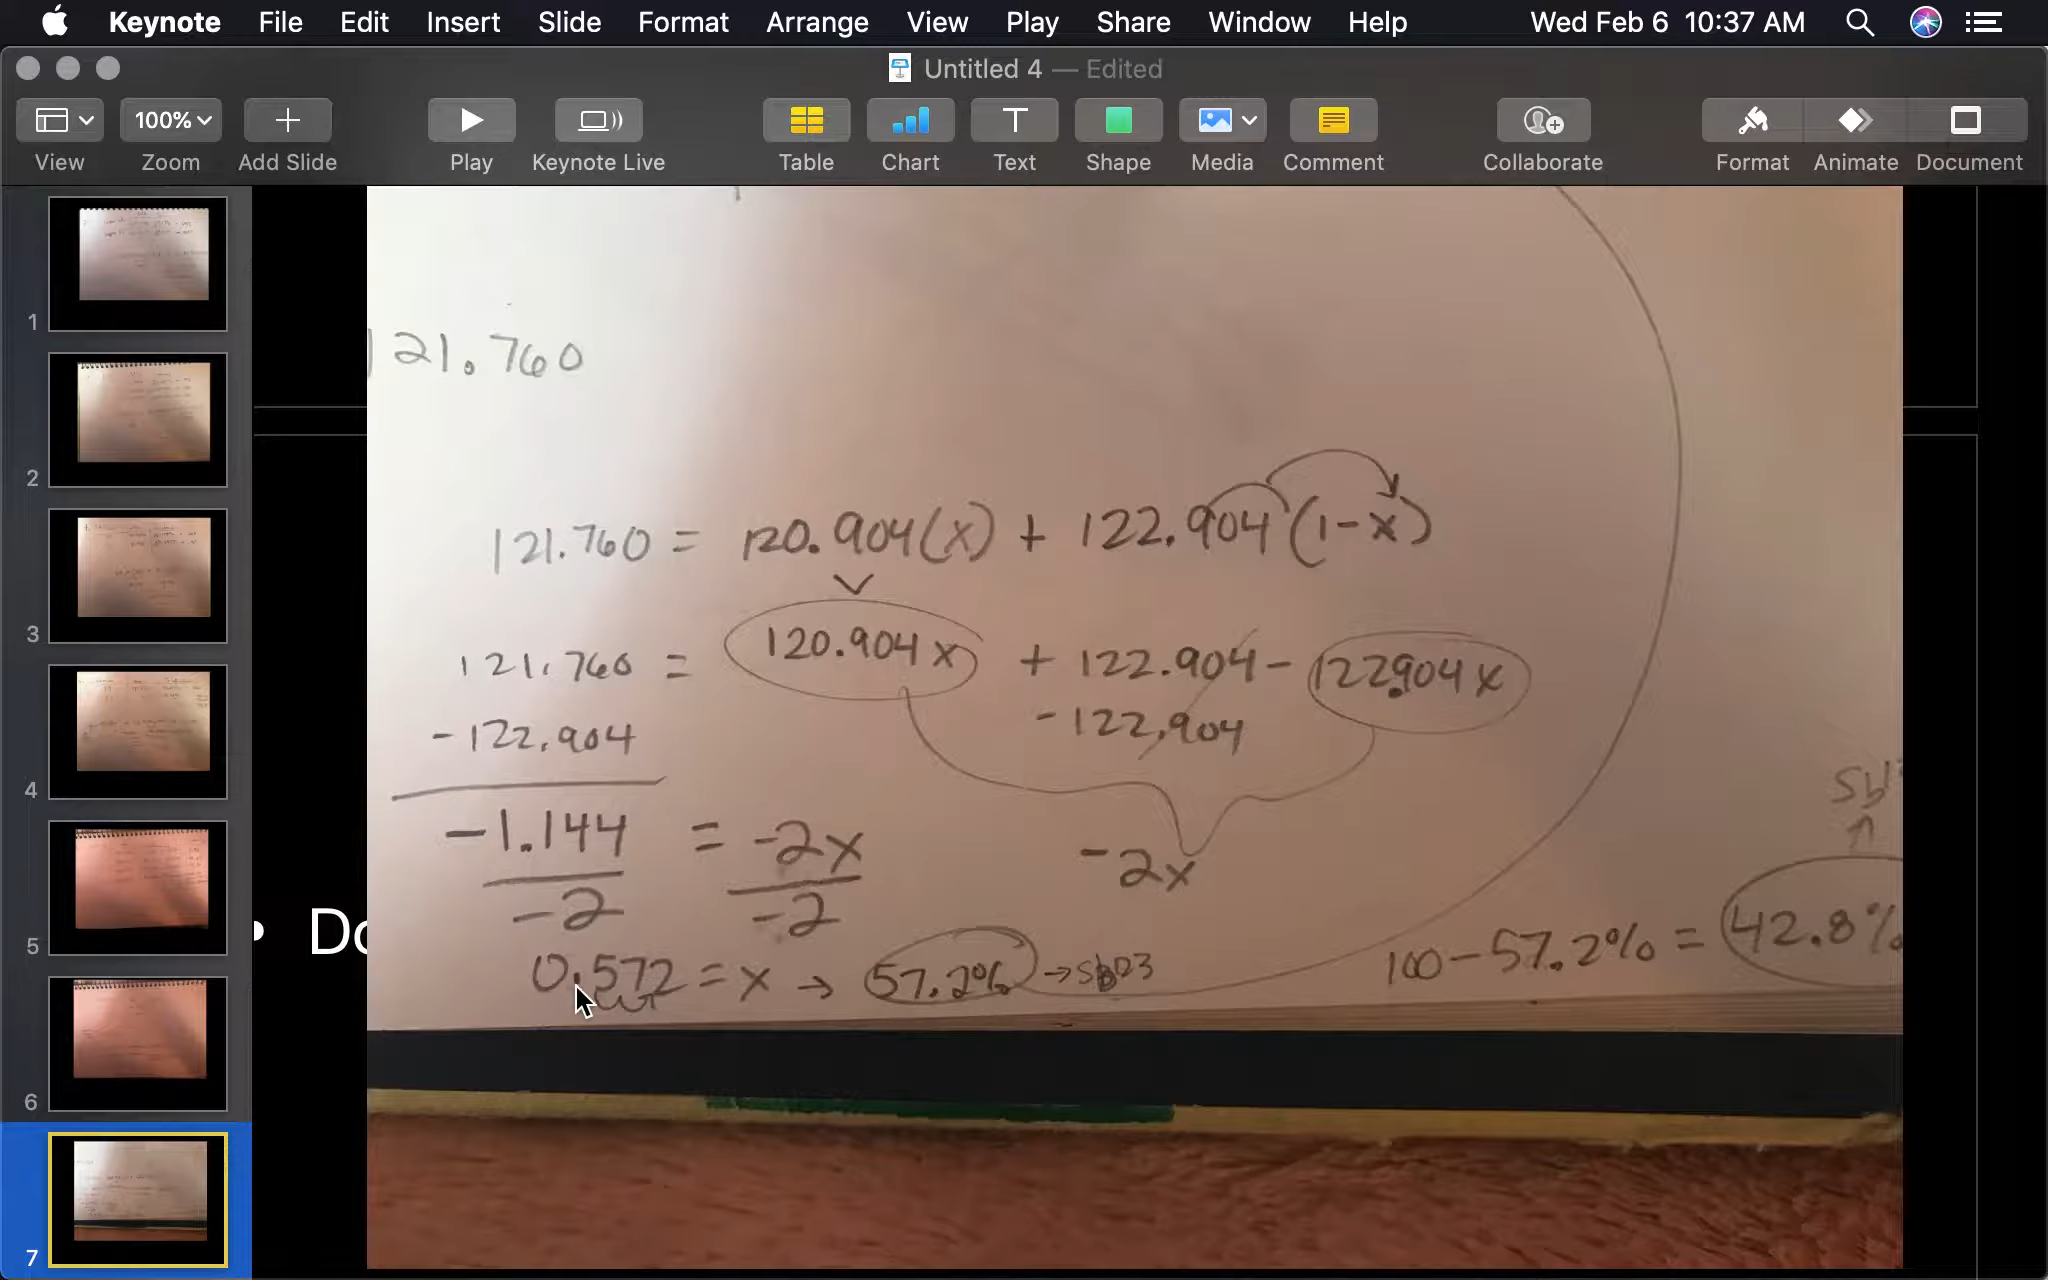 Keynote File Edit Insert Slide Format Arrange View Play Share Window Help Wed Feb 6 10:37 AM
Untitled 4 — Edited
100%
View Zoom Add Slide Play Keynote Live Table Chart Text Shape Media Comment Collaborate Format Animate Document
1
2
3
4
5
6
7
121.760
121.760 = 120.904(x) + 122.904(1-x)
121.760 = 120.904x + 122.904 - 122.904x
-122.904 -122.904
-1.144 = -2x
-2 -2
-2x
0.572 = x → 57.2% →
100 - 57.2% = 42.8%
• Do